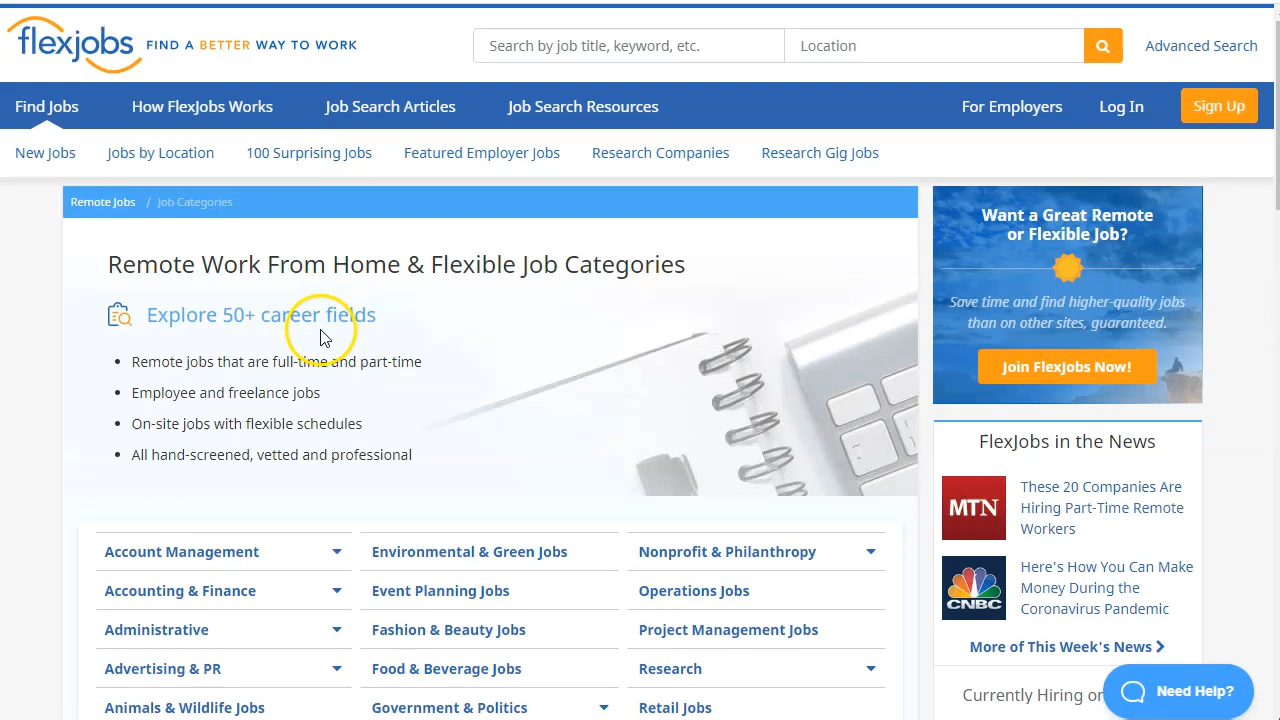 flexjobs FIND A BETTER WAY TO WORK
Search by job title, keyword, etc.
Location
Advanced Search
Find Jobs
How FlexJobs Works
Job Search Articles
Job Search Resources
For Employers
Log In
Sign Up
New Jobs
Jobs by Location
100 Surprising Jobs
Featured Employer Jobs
Research Companies
Research Gig Jobs
Remote Jobs / Job Categories
Remote Work From Home & Flexible Job Categories
Explore 50+ career fields
Remote jobs that are full-time and part-time
Employee and freelance jobs
On-site jobs with flexible schedules
All hand-screened, vetted and professional
Account Management
Environmental & Green Jobs
Nonprofit & Philanthropy
Accounting & Finance
Event Planning Jobs
Operations Jobs
Administrative
Fashion & Beauty Jobs
Project Management Jobs
Advertising & PR
Food & Beverage Jobs
Research
Animals & Wildlife Jobs
Government & Politics
Retail Jobs
Want a Great Remote
or Flexible Job?
Save time and find higher-quality jobs
than on other sites, guaranteed.
Join FlexJobs Now!
FlexJobs in the News
MTN
These 20 Companies Are
Hiring Part-Time Remote
Workers
CNBC
Here's How You Can Make
Money During the
Coronavirus Pandemic
More of This Week's News
Currently Hiring
Need Help?